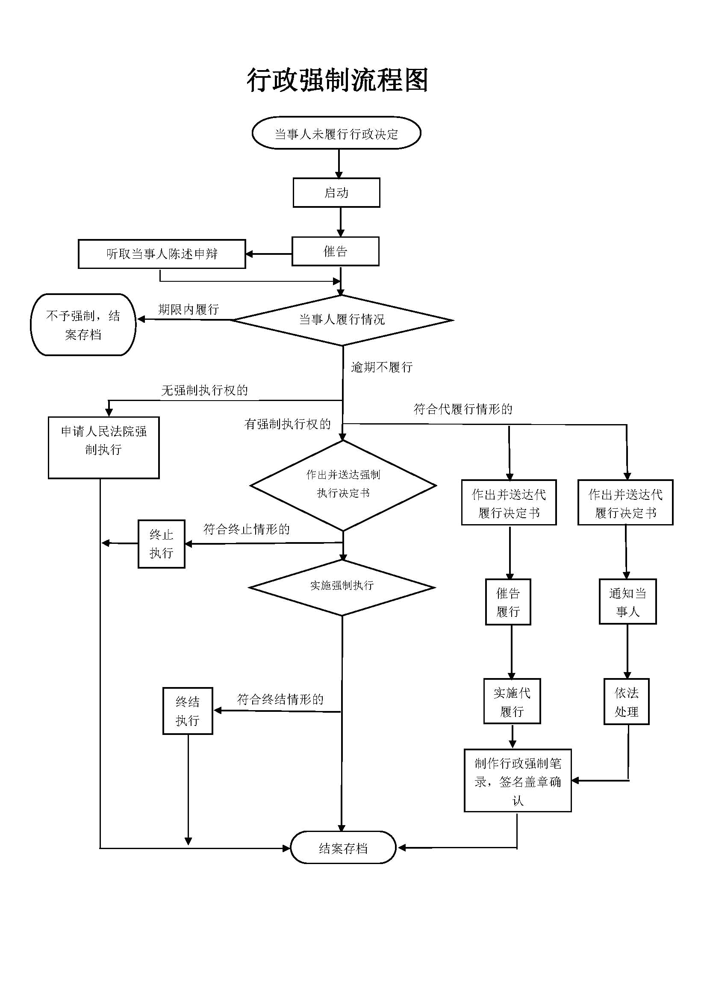 行政强制流程图
当事人未履行行政决定
启动
催告
听取当事人陈述申辩
当事人履行情况
期限内履行
不予强制，结
案存档
逾期不履行
无强制执行权的
符合代履行情形的
有强制执行权的
申请人民法院强
制执行
作出并送达强制
执行决定书
作出并送达代
履行决定书
作出并送达代
履行决定书
符合终止情形的
终止
执行
实施强制执行
催告
履行
通知当
事人
符合终结情形的
终结
执行
实施代
履行
依法
处理
制作行政强制笔
录，签名盖章确
认
结案存档